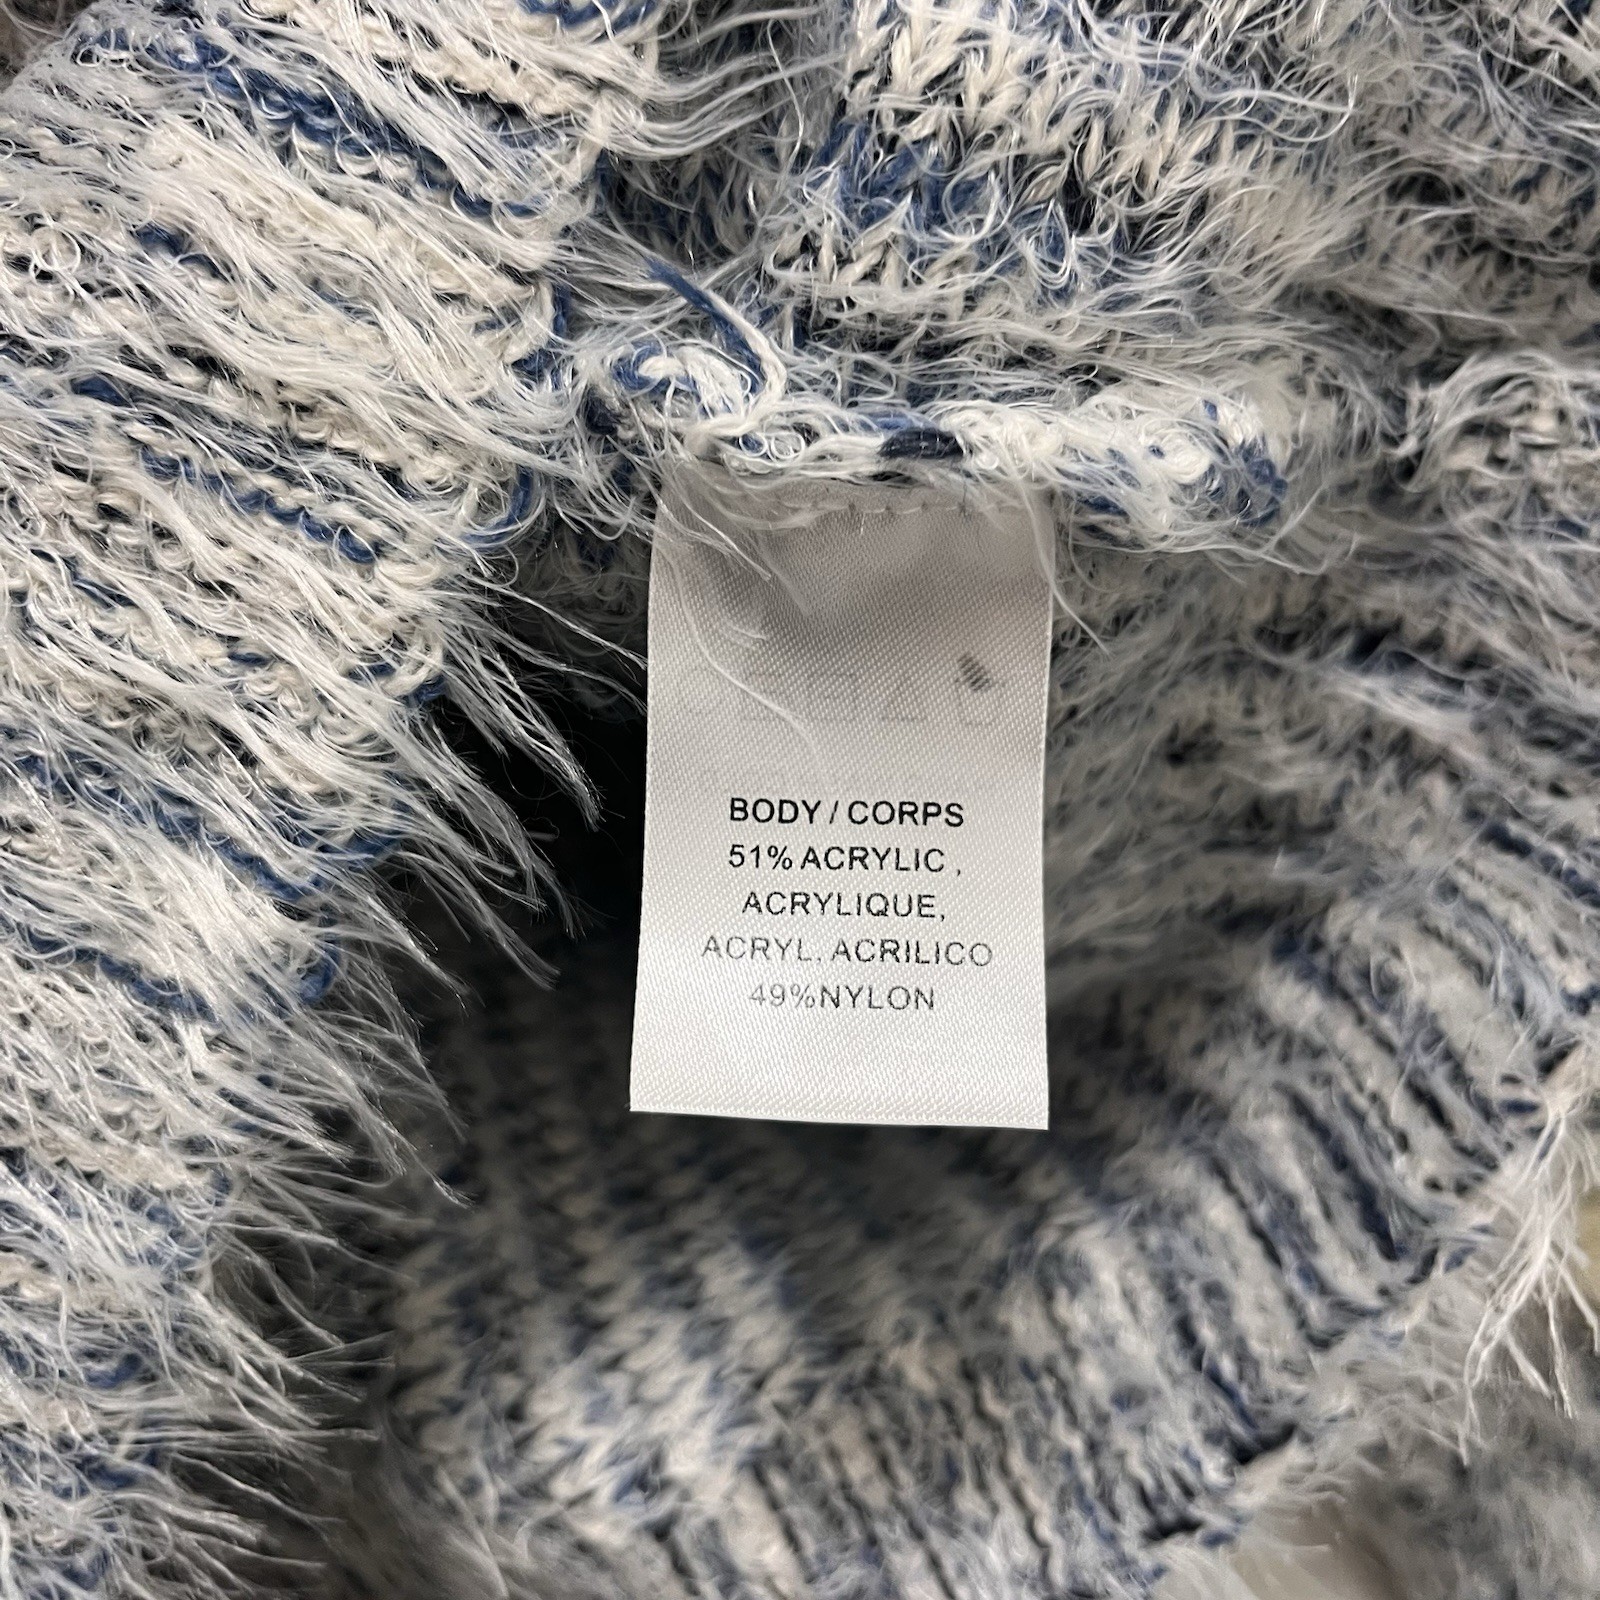 BODY / CORPS
51% ACRYLIC ,
ACRYLIQUE,
ACRYL, ACRILICO
49%NYLON